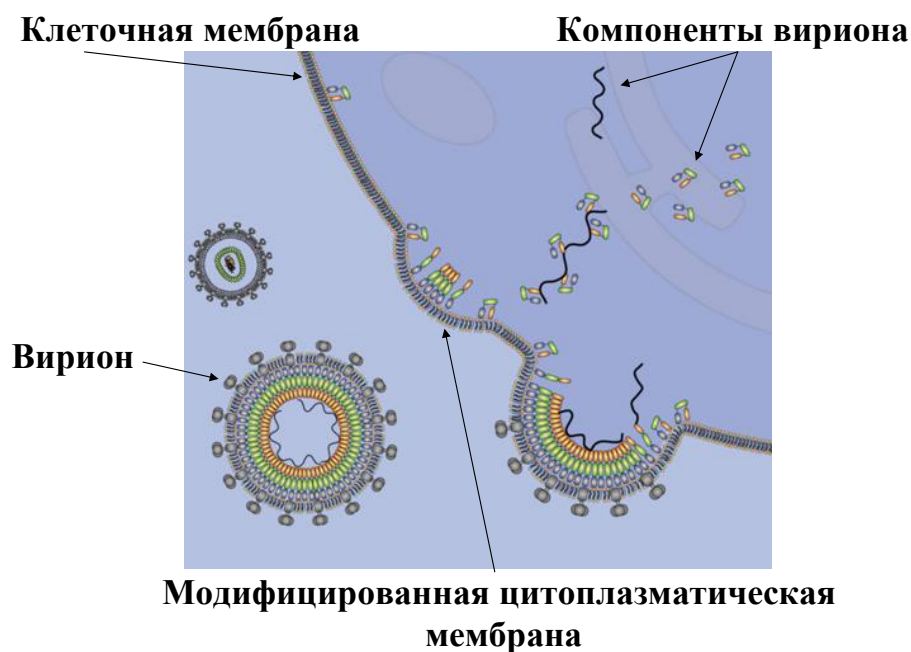 Клеточная мембрана
Компоненты вириона
Вирион
Модифицированная цитоплазматическая
мембрана